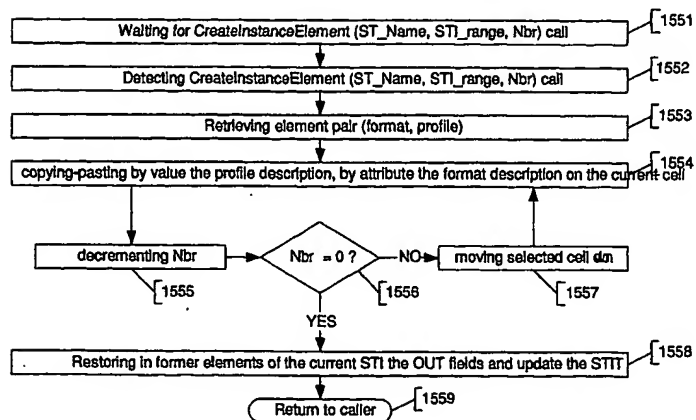 Waiting for CreateInstanceElement (ST_Name, STI_range, Nbr) call
1551
Detecting CreateInstanceElement (ST_Name, STI_range, Nbr) call
1552
Retrieving element pair (format, profile)
1553
copying-pasting by value the profile description, by attribute the format description on the current cell
1554
decrementing Nbr
1555
Nbr = 0 ?
1556
NO
moving selected cell
1557
YES
Restoring in former elements of the current STI the OUT fields and update the STIT
1558
Return to caller
1559